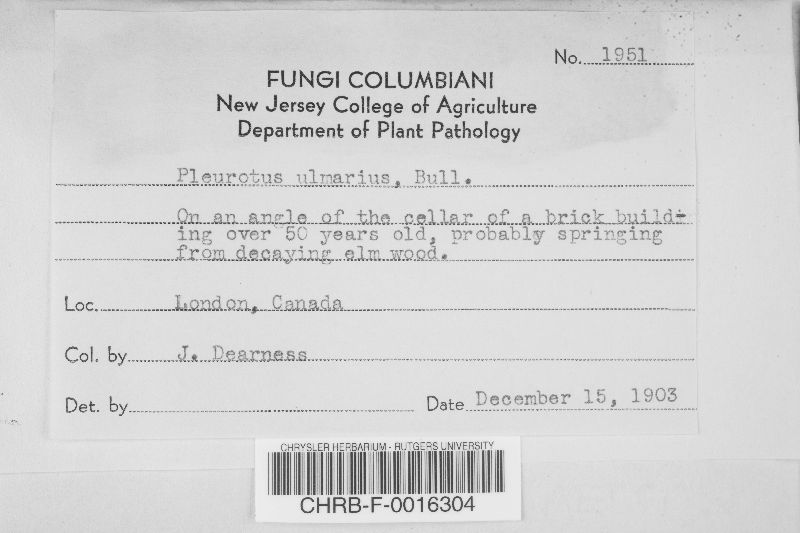 No. 1951
FUNGI COLUMBIANI
New Jersey College of Agriculture
Department of Plant Pathology
Pleurotus ulmarius, Bull.
On an angle of the cellar of a brick build-
ing over 50 years old, probably springing
from decaying elm wood.
Loc. London, Canada
Col. by J. Dearness
Det. by Date December 15, 1903
CHRYSLER HERBARIUM - RUTGERS UNIVERSITY
CHRB-F-0016304